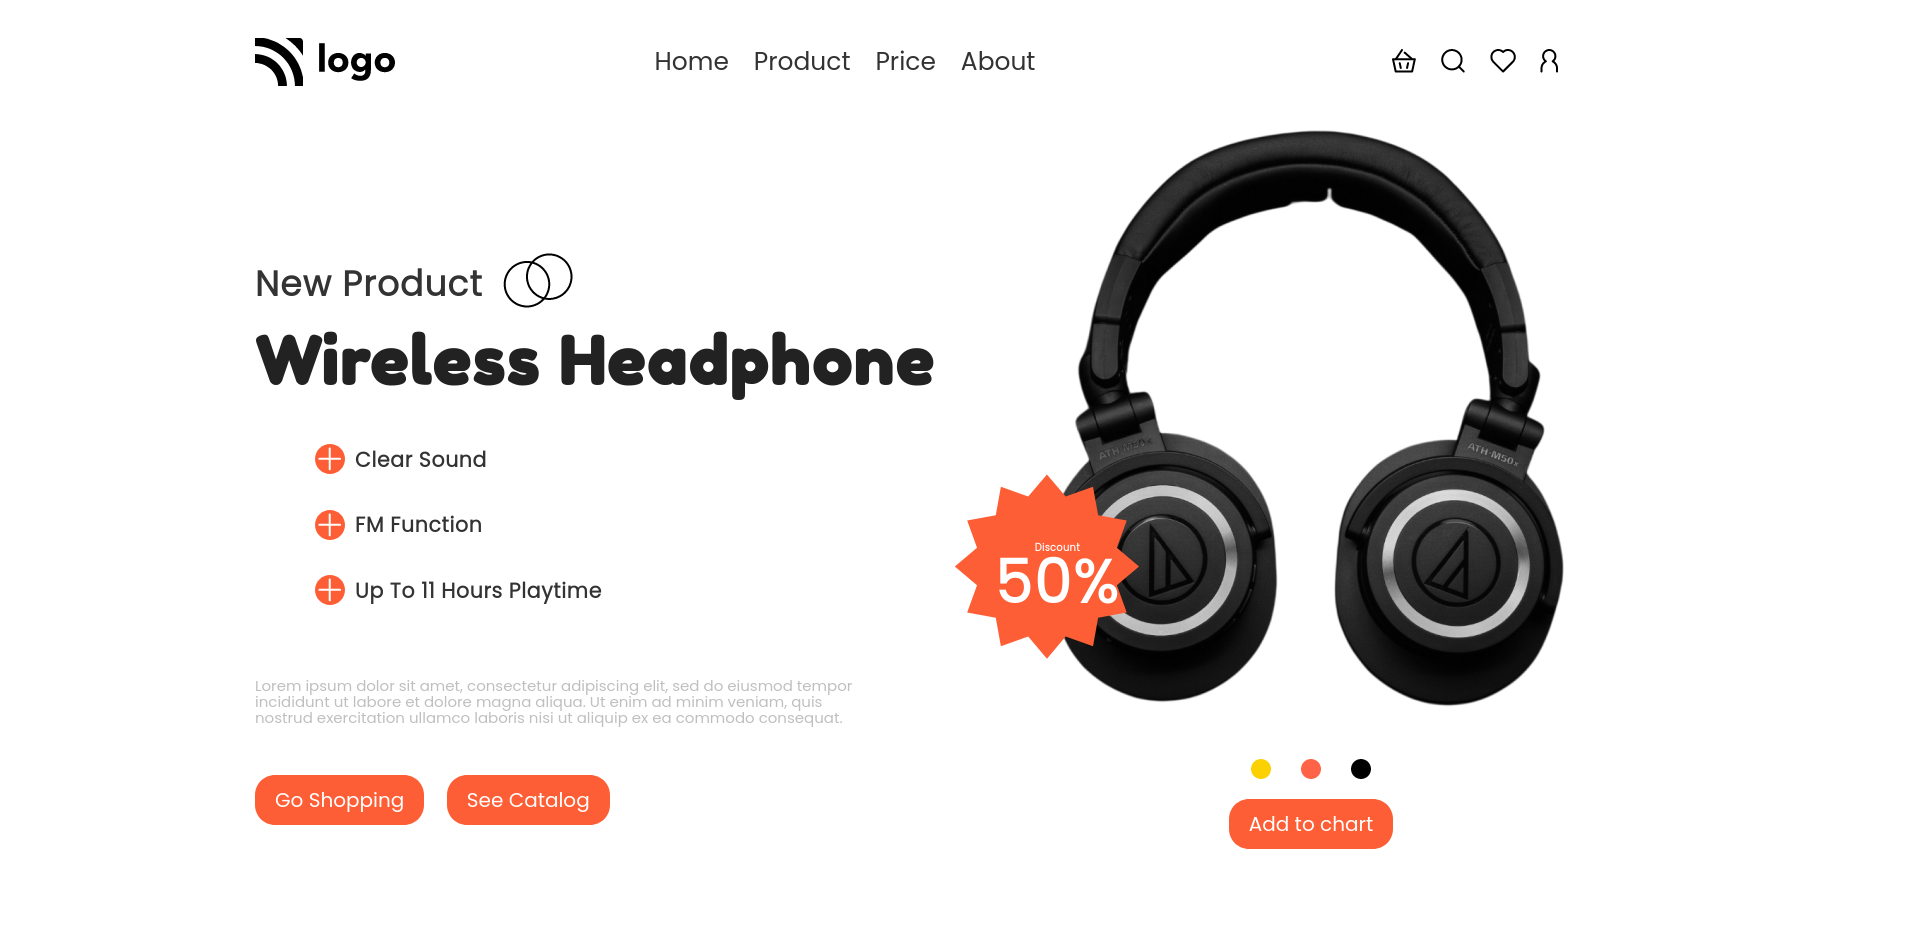 logo
Home Product Price About
New Product
Wireless Headphone
Clear Sound
FM Function
Up To 11 Hours Playtime
Lorem ipsum dolor sit amet, consectetur adipiscing elit, sed do eiusmod tempor
incididunt ut labore et dolore magna aliqua. Ut enim ad minim veniam, quis
nostrud exercitation ullamco laboris nisi ut aliquip ex ea commodo consequat.
Go Shopping See Catalog
ATH-M50x
ATH-M50x
Discount
50%
Add to chart